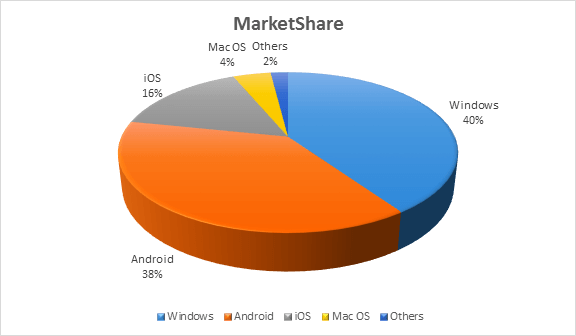 MarketShare
Mac OS
4%
Others
2%
iOS
16%
Windows
40%
Android
38%
Windows Android iOS Mac OS Others